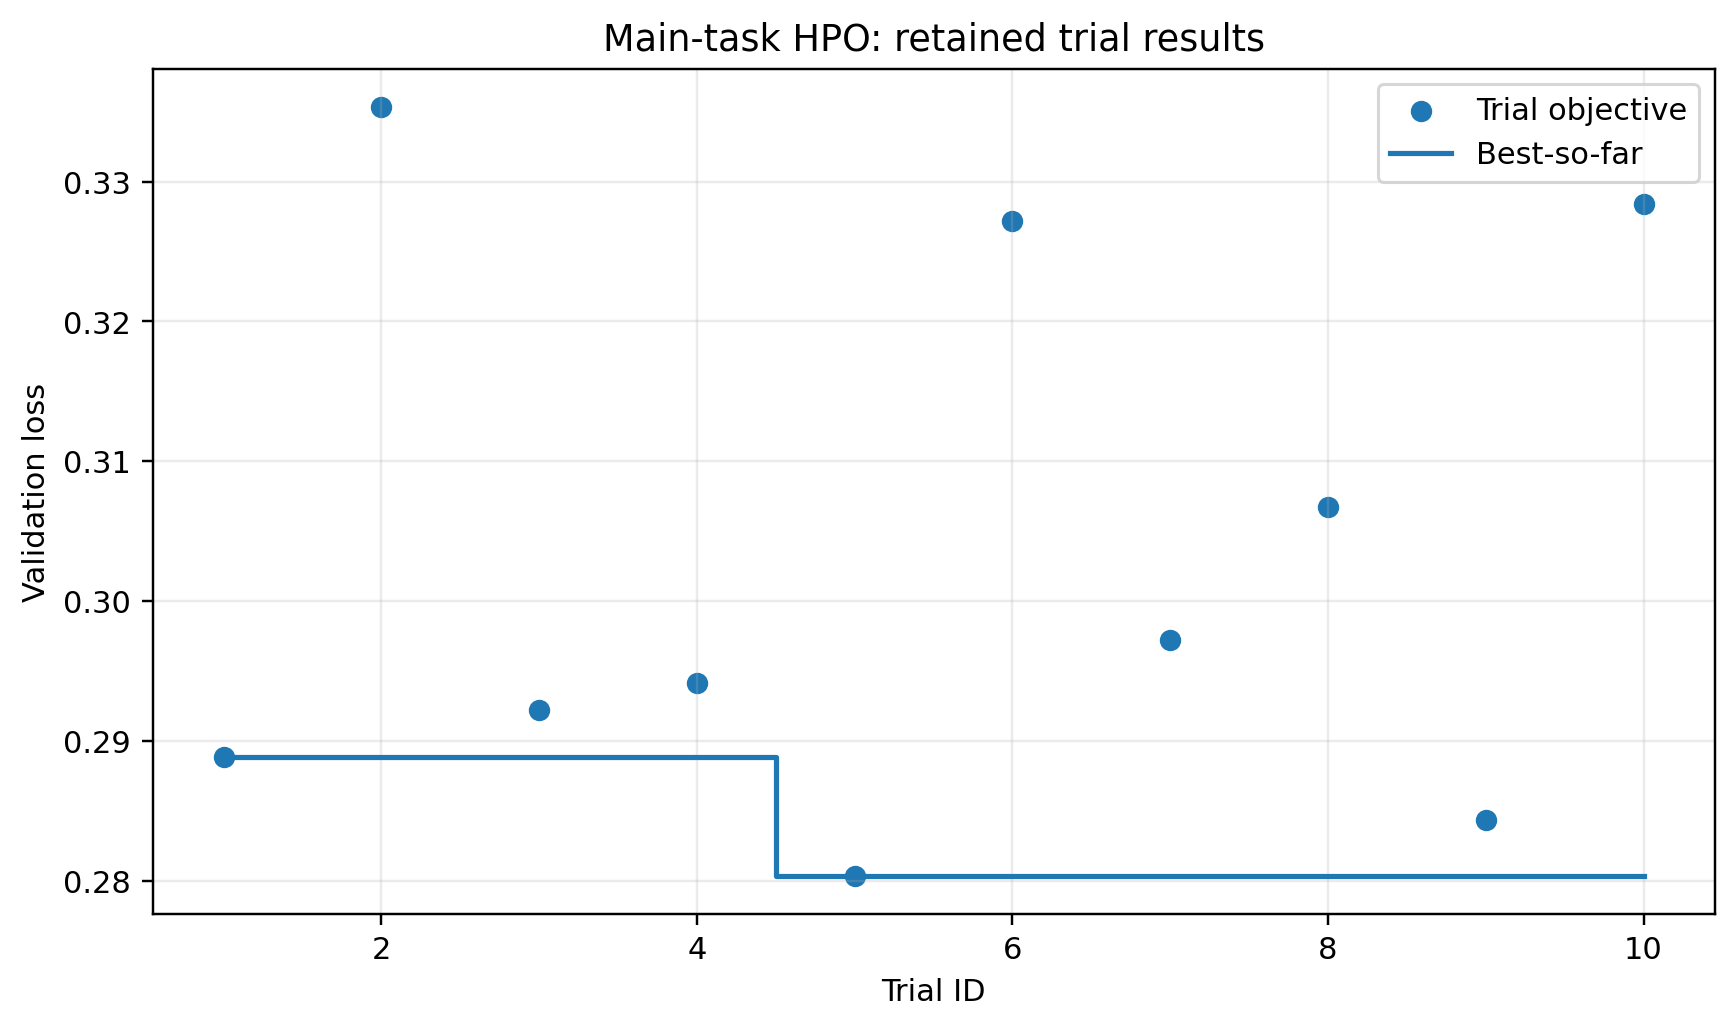 Main-task HPO: retained trial results
Trial objective
Best-so-far
Validation loss
0.33
0.32
0.31
0.30
0.29
0.28
2 4 6 8 10
Trial ID